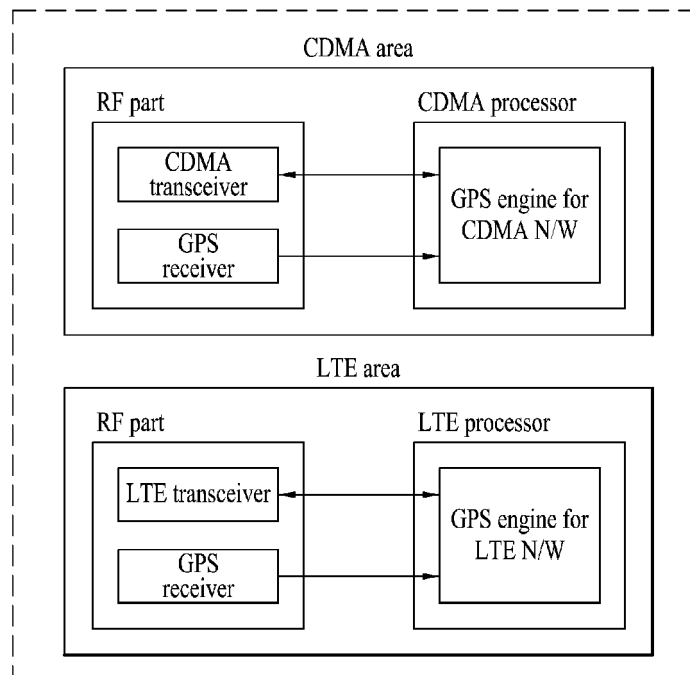 CDMA area
RF part
CDMA processor
CDMA
transceiver
GPS
receiver
GPS engine for
CDMA N/W
LTE area
RF part
LTE processor
LTE transceiver
GPS
receiver
GPS engine for
LTE N/W